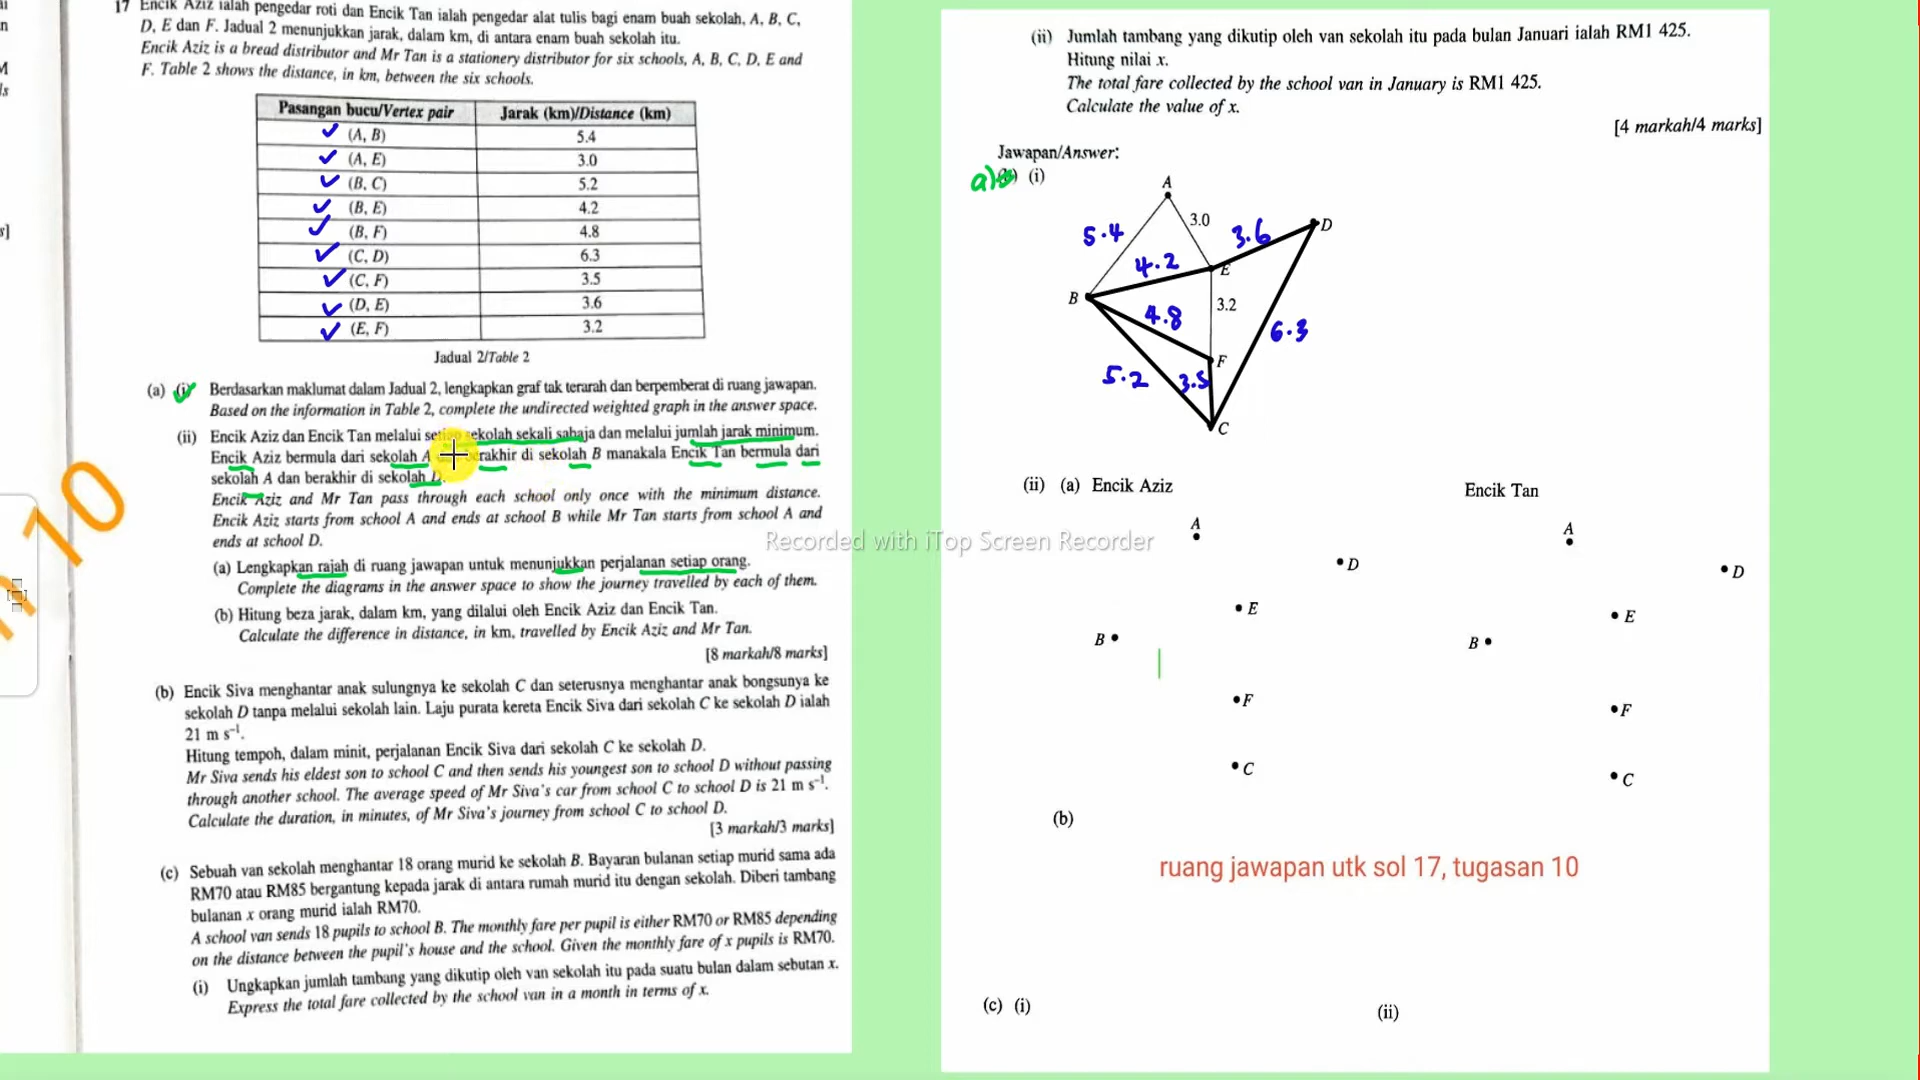 17 Encik Aziz ialah pengedar roti dan Encik Tan ialah pengedar alat tulis bagi enam buah sekolah, A, B, C,
D, E dan F. Jadual 2 menunjukkan jarak, dalam km, di antara enam buah sekolah itu.
Encik Aziz is a bread distributor and Mr Tan is a stationery distributor for six schools, A, B, C, D, E and
F. Table 2 shows the distance, in km, between the six schools.
Pasangan bucu/Vertex pair Jarak (km)/Distance (km)
(A, B) 5.4
(A, E) 3.0
(B, C) 5.2
(B, E) 4.2
(B, F) 4.8
(C, D) 6.3
(C, F) 3.5
(D, E) 3.6
(E, F) 3.2
Jadual 2/Table 2
(a) (i) Berdasarkan maklumat dalam Jadual 2, lengkapkan graf tak terarah dan berpemberat di ruang jawapan.
Based on the information in Table 2, complete the undirected weighted graph in the answer space.
(ii) Encik Aziz dan Encik Tan melalui setiap sekolah sekali sahaja dan melalui jumlah jarak minimum.
Encik Aziz bermula dari sekolah A berakhir di sekolah B manakala Encik Tan bermula dari
sekolah A dan berakhir di sekolah D.
Encik Aziz and Mr Tan pass through each school only once with the minimum distance.
Encik Aziz starts from school A and ends at school B while Mr Tan starts from school A and
ends at school D.
(a) Lengkapkan rajah di ruang jawapan untuk menunjukkan perjalanan setiap orang.
Complete the diagrams in the answer space to show the journey travelled by each of them.
(b) Hitung beza jarak, dalam km, yang dilalui oleh Encik Aziz dan Encik Tan.
Calculate the difference in distance, in km, travelled by Encik Aziz and Mr Tan.
[8 markah/8 marks]
(b) Encik Siva menghantar anak sulungnya ke sekolah C dan seterusnya menghantar anak bongsunya ke
sekolah D tanpa melalui sekolah lain. Laju purata kereta Encik Siva dari sekolah C ke sekolah D ialah
21 m s⁻¹.
Hitung tempoh, dalam minit, perjalanan Encik Siva dari sekolah C ke sekolah D.
Mr Siva sends his eldest son to school C and then sends his youngest son to school D without passing
through another school. The average speed of Mr Siva's car from school C to school D is 21 m s⁻¹.
Calculate the duration, in minutes, of Mr Siva's journey from school C to school D.
[3 markah/3 marks]
(c) Sebuah van sekolah menghantar 18 orang murid ke sekolah B. Bayaran bulanan setiap murid sama ada
RM70 atau RM85 bergantung kepada jarak di antara rumah murid itu dengan sekolah. Diberi tambang
bulanan x orang murid ialah RM70.
A school van sends 18 pupils to school B. The monthly fare per pupil is either RM70 or RM85 depending
on the distance between the pupil's house and the school. Given the monthly fare of x pupils is RM70.
(i) Ungkapkan jumlah tambang yang dikutip oleh van sekolah itu pada suatu bulan dalam sebutan x.
Express the total fare collected by the school van in a month in terms of x.
10
(ii) Jumlah tambang yang dikutip oleh van sekolah itu pada bulan Januari ialah RM1 425.
Hitung nilai x.
The total fare collected by the school van in January is RM1 425.
Calculate the value of x.
[4 markah/4 marks]
Jawapan/Answer:
a) (i)
A
5.4 3.0 3.6 D
4.2 E
B 4.8 3.2
6.3
F
5.2 3.5
C
(ii) (a) Encik Aziz Encik Tan
A A
D D
E E
B B
F F
C C
(b)
ruang jawapan utk sol 17, tugasan 10
(c) (i) (ii)
Recorded with iTop Screen Recorder